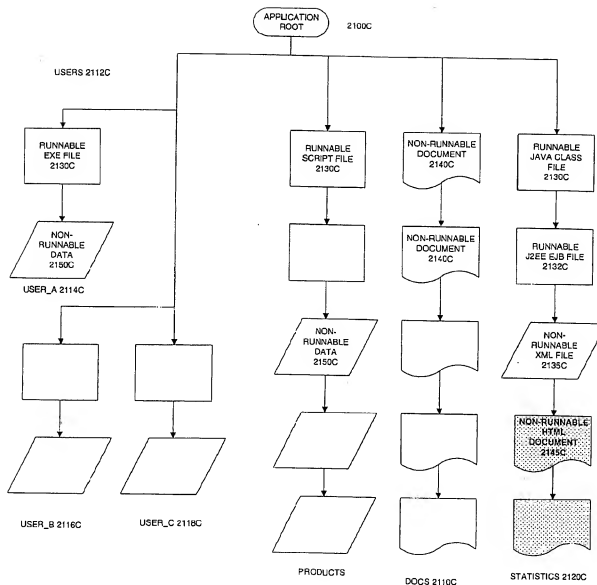 APPLICATION
ROOT
2100C
USERS 2112C
RUNNABLE
EXE FILE
2130C
RUNNABLE
SCRIPT FILE
2130C
NON-RUNNABLE
DOCUMENT
2140C
RUNNABLE
JAVA CLASS
FILE
2130C
NON-
RUNNABLE
DATA
2150C
USER_A 2114C
NON-RUNNABLE
DOCUMENT
2140C
RUNNABLE
J2EE EJB FILE
2132C
NON-
RUNNABLE
DATA
2150C
NON-
RUNNABLE
XML FILE
2135C
NON-RUNNABLE
HTML
DOCUMENT
2145C
USER_B 2116C
USER_C 2118C
PRODUCTS
DOCS 2110C
STATISTICS 2120C